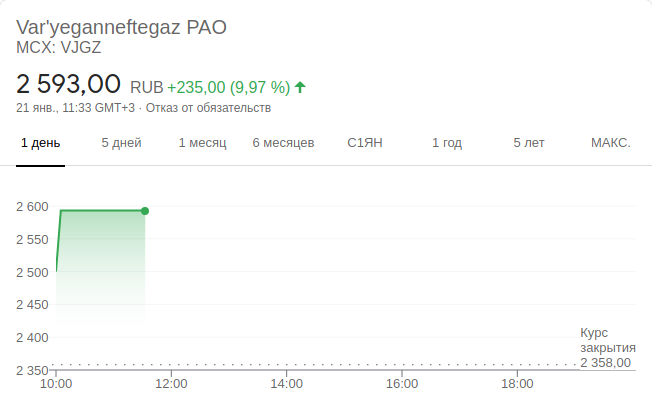 Var'yeganneftegaz PAO
MCX: VJGZ
2 593,00 RUB +235,00 (9,97 %)
21 янв., 11:33 GMT+3 · Отказ от обязательств
1 день 5 дней 1 месяц 6 месяцев С1ЯН 1 год 5 лет МАКС.
2 600
2 550
2 500
2 450
2 400
Курс
закрытия
2 358,00
2 350
10:00 12:00 14:00 16:00 18:00